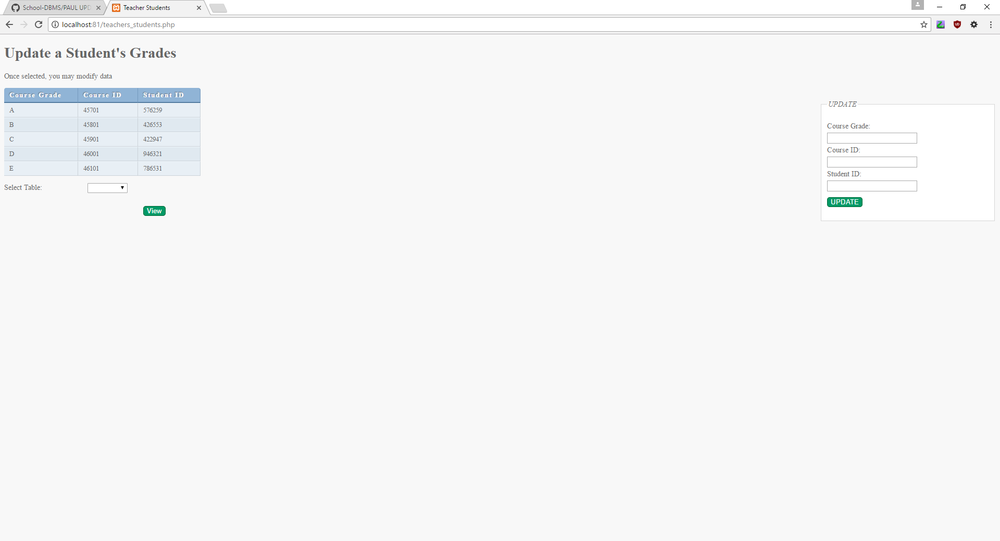 School-DBMS/PAUL UPD
Teacher Students
localhost:81/teachers_students.php
Update a Student's Grades
Once selected, you may modify data
Course Grade Course ID Student ID
A 45701 576259
B 45801 426553
C 45901 422947
D 46001 946321
E 46101 786531
Select Table:
View
UPDATE
Course Grade:
Course ID:
Student ID:
UPDATE